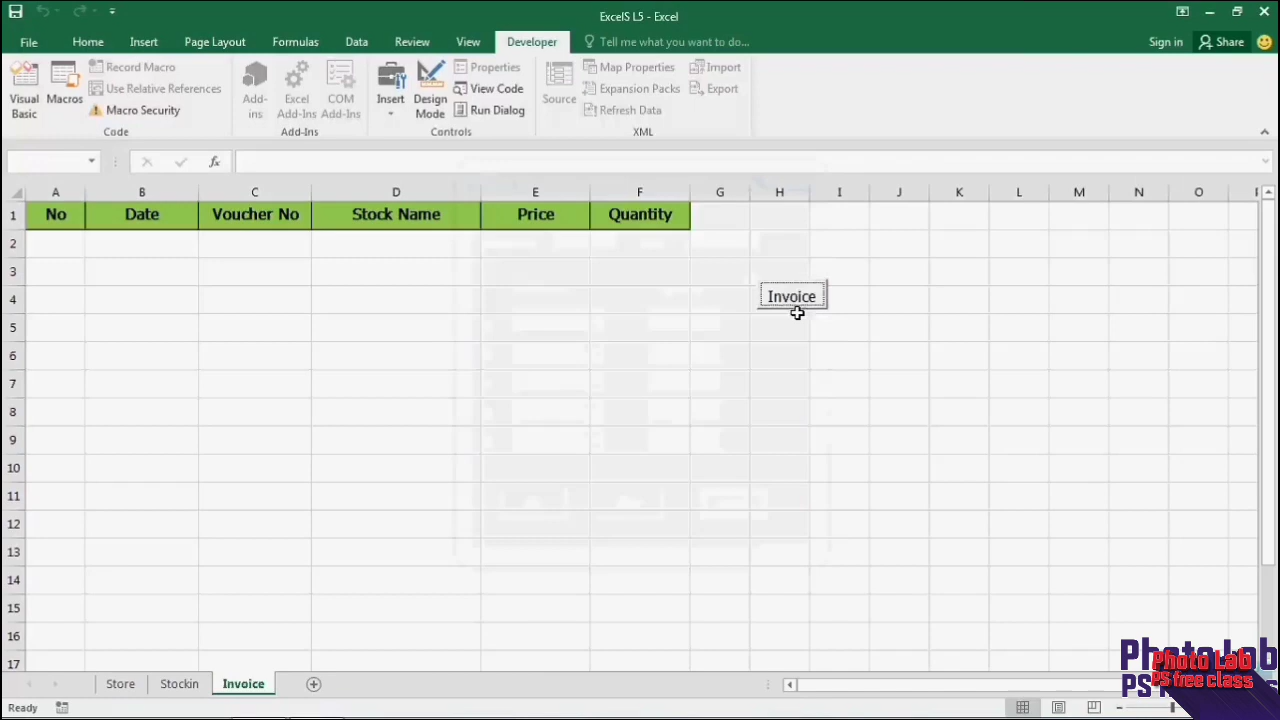 ExcelS L5 - Excel
File Home Insert Page Layout Formulas Data Review View Developer Tell me what you want to do... Sign in Share
Visual Basic
Macros
Record Macro
Use Relative References
Macro Security
Code
Add-ins
Excel Add-Ins
COM Add-Ins
Add-Ins
Insert
Design Mode
Properties
View Code
Run Dialog
Controls
Source
Map Properties
Expansion Packs
Refresh Data
Import
Export
XML
fx
A B C D E F G H I J K L M N O
1 No Date Voucher No Stock Name Price Quantity
2
3
4 Invoice
5
6
7
8
9
10
11
12
13
14
15
16
17
Store Stockin Invoice
Ready
Photo Lab
Photo Lab
PS free class
PS